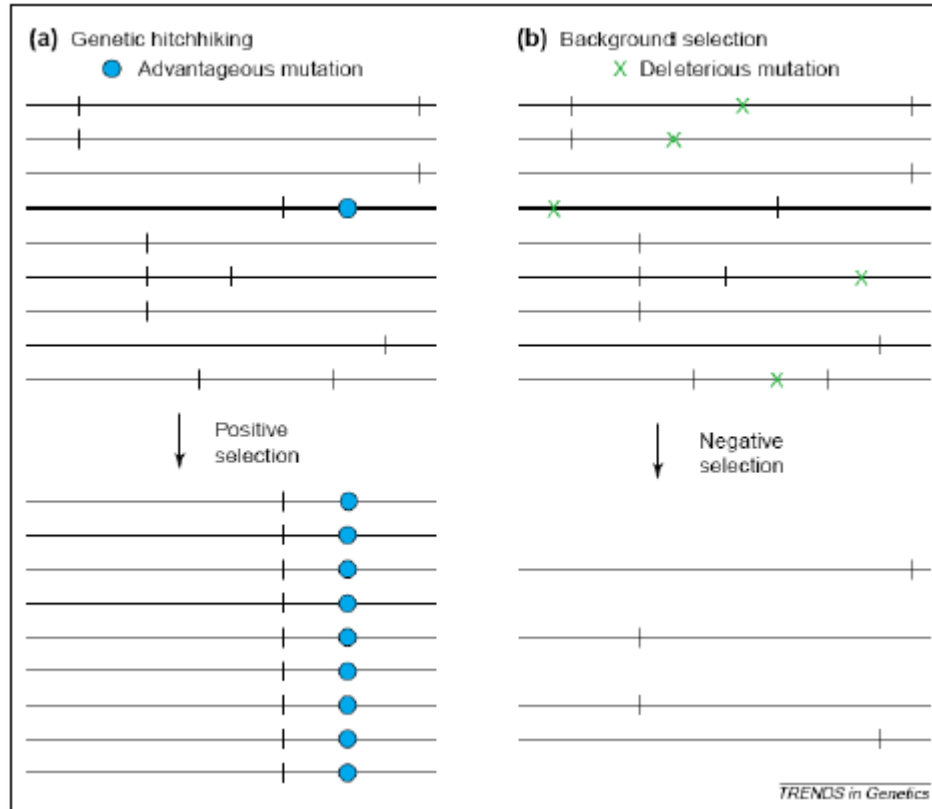 (a) Genetic hitchhiking
Advantageous mutation
(b) Background selection
X Deleterious mutation
Positive
selection
Negative
selection
TRENDS in Genetics